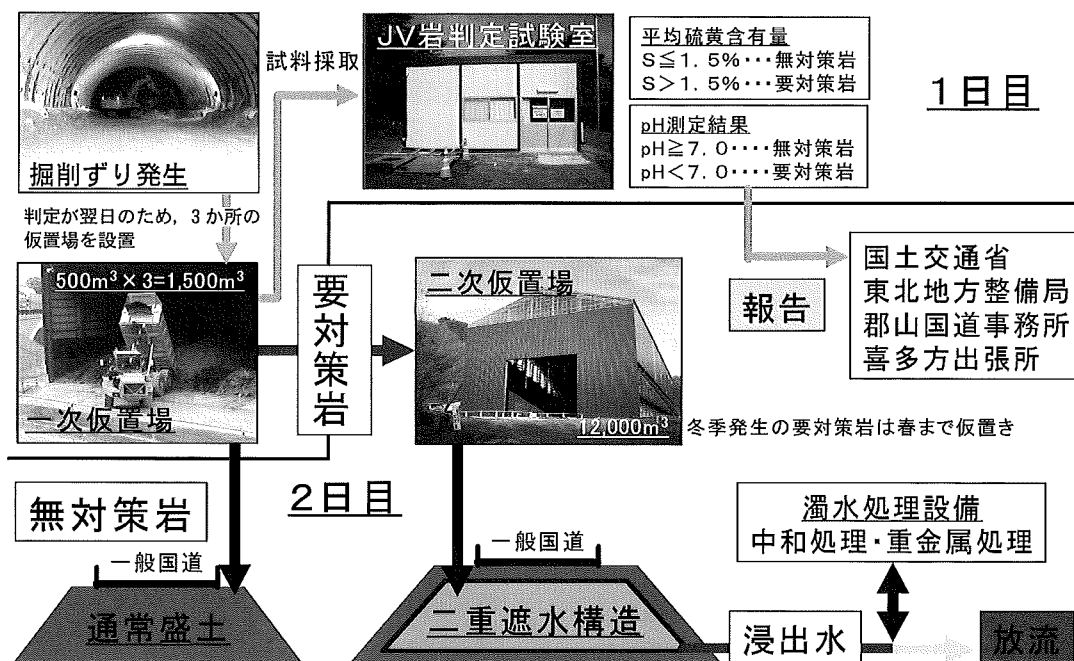 JV岩判定試験室
試料採取
平均硫黄含有量
S≦1．5%･･･無対策岩
S＞1．5%･･･要対策岩
1日目
pH測定結果
pH≧7．0････無対策岩
pH＜7．0････要対策岩
掘削ずり発生
判定が翌日のため，3か所の
仮置場を設置
500m³×3=1,500m³
一次仮置場
要対策岩
二次仮置場
12,000m³
報告
国土交通省
東北地方整備局
郡山国道事務所
喜多方出張所
冬季発生の要対策岩は春まで仮置き
無対策岩
2日目
濁水処理設備
中和処理・重金属処理
一般国道
通常盛土
一般国道
二重遮水構造
浸出水
放流